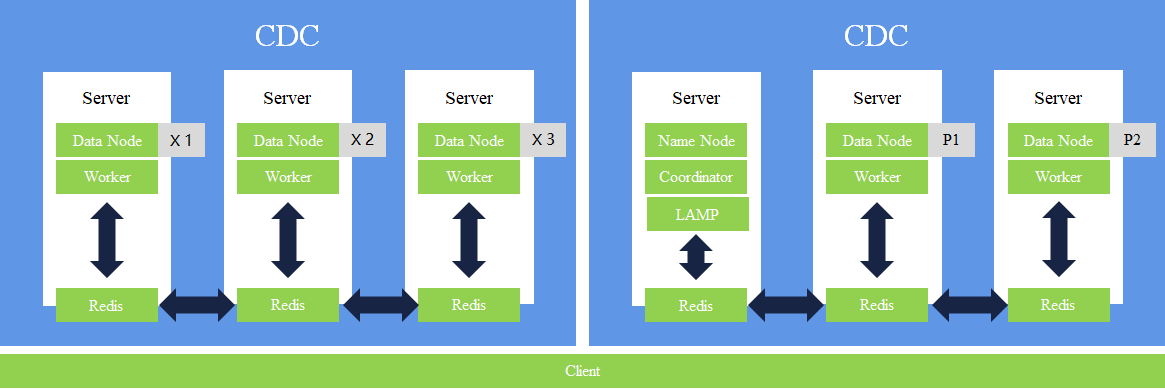 CDC
Server
Data Node
X 1
Worker
Redis
Server
Data Node
X 2
Worker
Redis
Server
Data Node
X 3
Worker
Redis
CDC
Server
Name Node
Coordinator
LAMP
Redis
Server
Data Node
P1
Worker
Redis
Server
Data Node
P2
Worker
Redis
Client